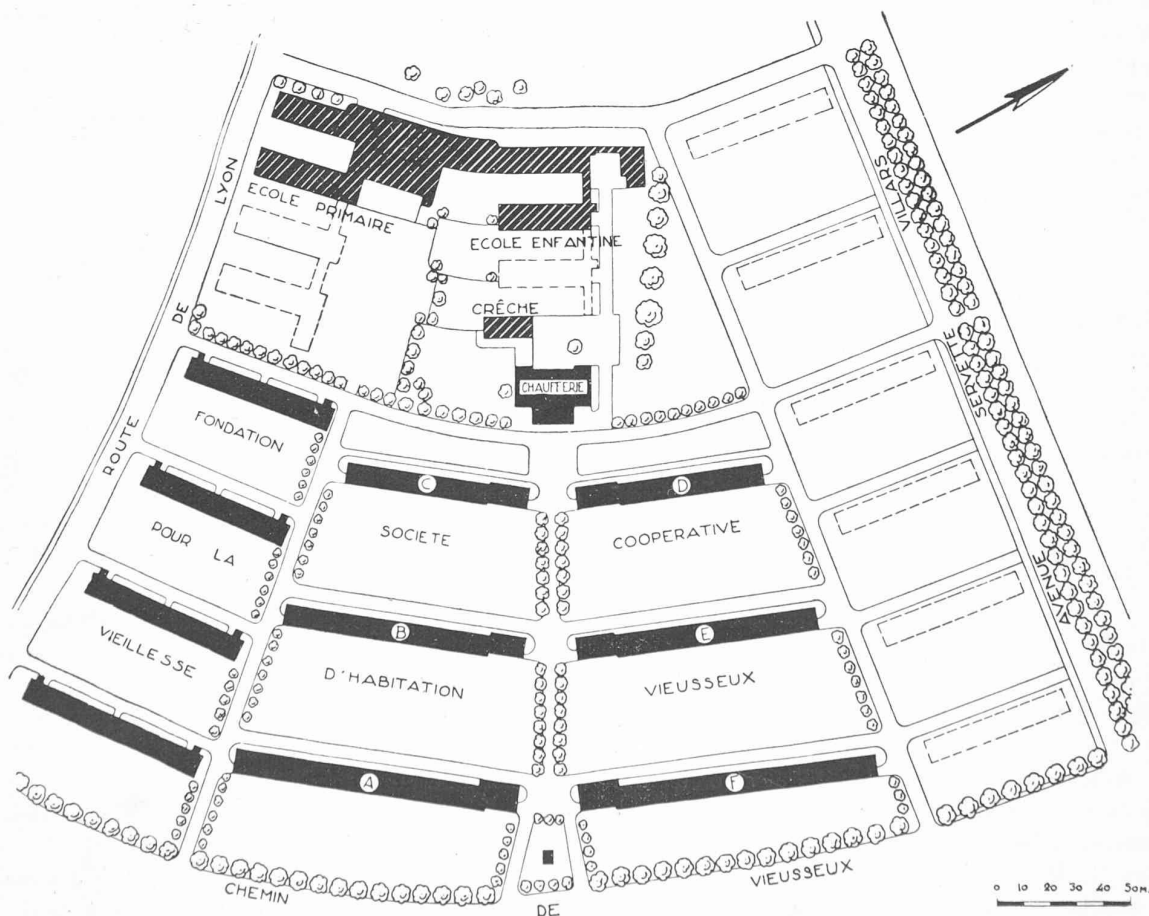 ROUTE DE LYON
ECOLE PRIMAIRE
ECOLE ENFANTINE
CRÊCHE
CHAUFFERIE
AVENUE SERVETTE VILLARS
FONDATION
POUR LA
VIEILLESSE
C
D
SOCIETE COOPERATIVE
B
E
D'HABITATION VIEUSSEUX
A
F
CHEMIN DE VIEUSSEUX
0 10 20 30 40 50M.